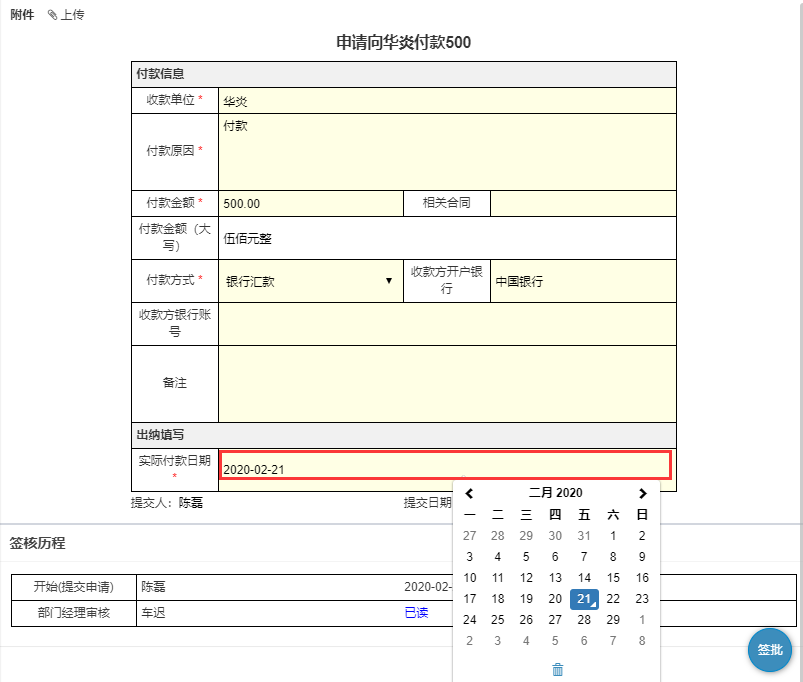 附件 上传
申请向华炎付款500
付款信息
收款单位 * 华炎
付款原因 * 付款
付款金额 * 500.00 相关合同
付款金额（大写） 伍佰元整
付款方式 * 银行汇款 收款方开户银行 中国银行
收款方银行账号
备注
出纳填写
实际付款日期 * 2020-02-21
提交人：陈磊 提交日期
二月 2020
一 二 三 四 五 六 日
27 28 29 30 31 1 2
3 4 5 6 7 8 9
10 11 12 13 14 15 16
17 18 19 20 21 22 23
24 25 26 27 28 29 1
2 3 4 5 6 7 8
签核历程
开始(提交申请) 陈磊 2020-02-
部门经理审核 车迟 已读
签批